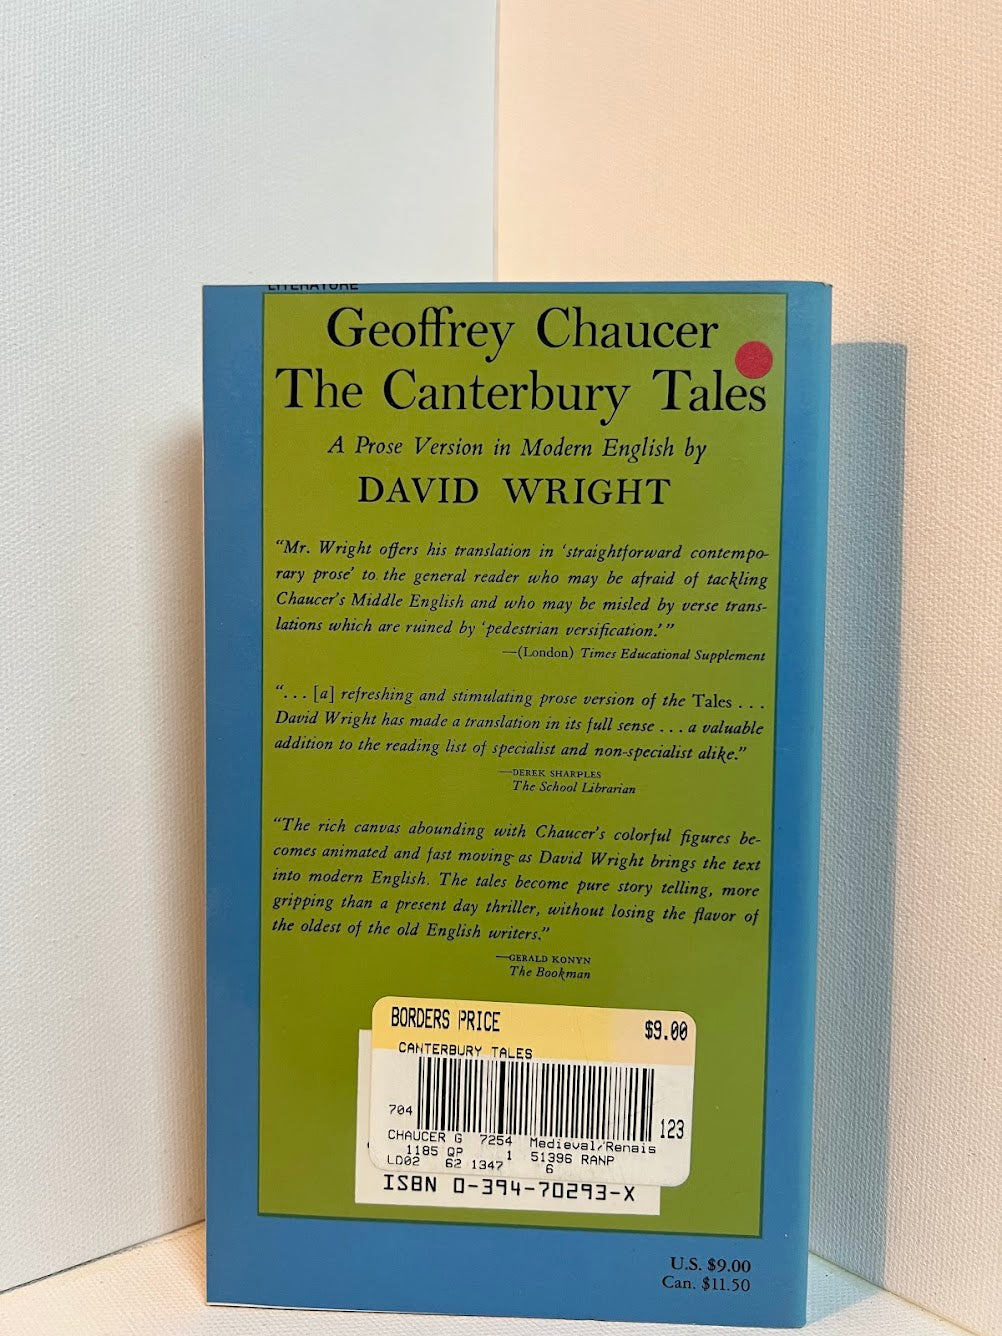 LITERATURE
Geoffrey Chaucer
The Canterbury Tales
A Prose Version in Modern English by
DAVID WRIGHT
“Mr. Wright offers his translation in ‘straightforward contempo-
rary prose’ to the general reader who may be afraid of tackling
Chaucer’s Middle English and who may be misled by verse trans-
lations which are ruined by ‘pedestrian versification.’”
—(London) Times Educational Supplement
“. . . [a] refreshing and stimulating prose version of the Tales . . .
David Wright has made a translation in its full sense . . . a valuable
addition to the reading list of specialist and non-specialist alike.”
—DEREK SHARPLES
The School Librarian
“The rich canvas abounding with Chaucer’s colorful figures be-
comes animated and fast moving as David Wright brings the text
into modern English. The tales become pure story telling, more
gripping than a present day thriller, without losing the flavor of
the oldest of the old English writers.”
—GERALD KONYN
The Bookman
BORDERS PRICE $9.00
CANTERBURY TALES
704 123
CHAUCER G 7254 Medieval/Renais
1185 QP 1 51396 RANP
LD02 62 1347 6
ISBN 0-394-70293-X
U.S. $9.00
Can. $11.50